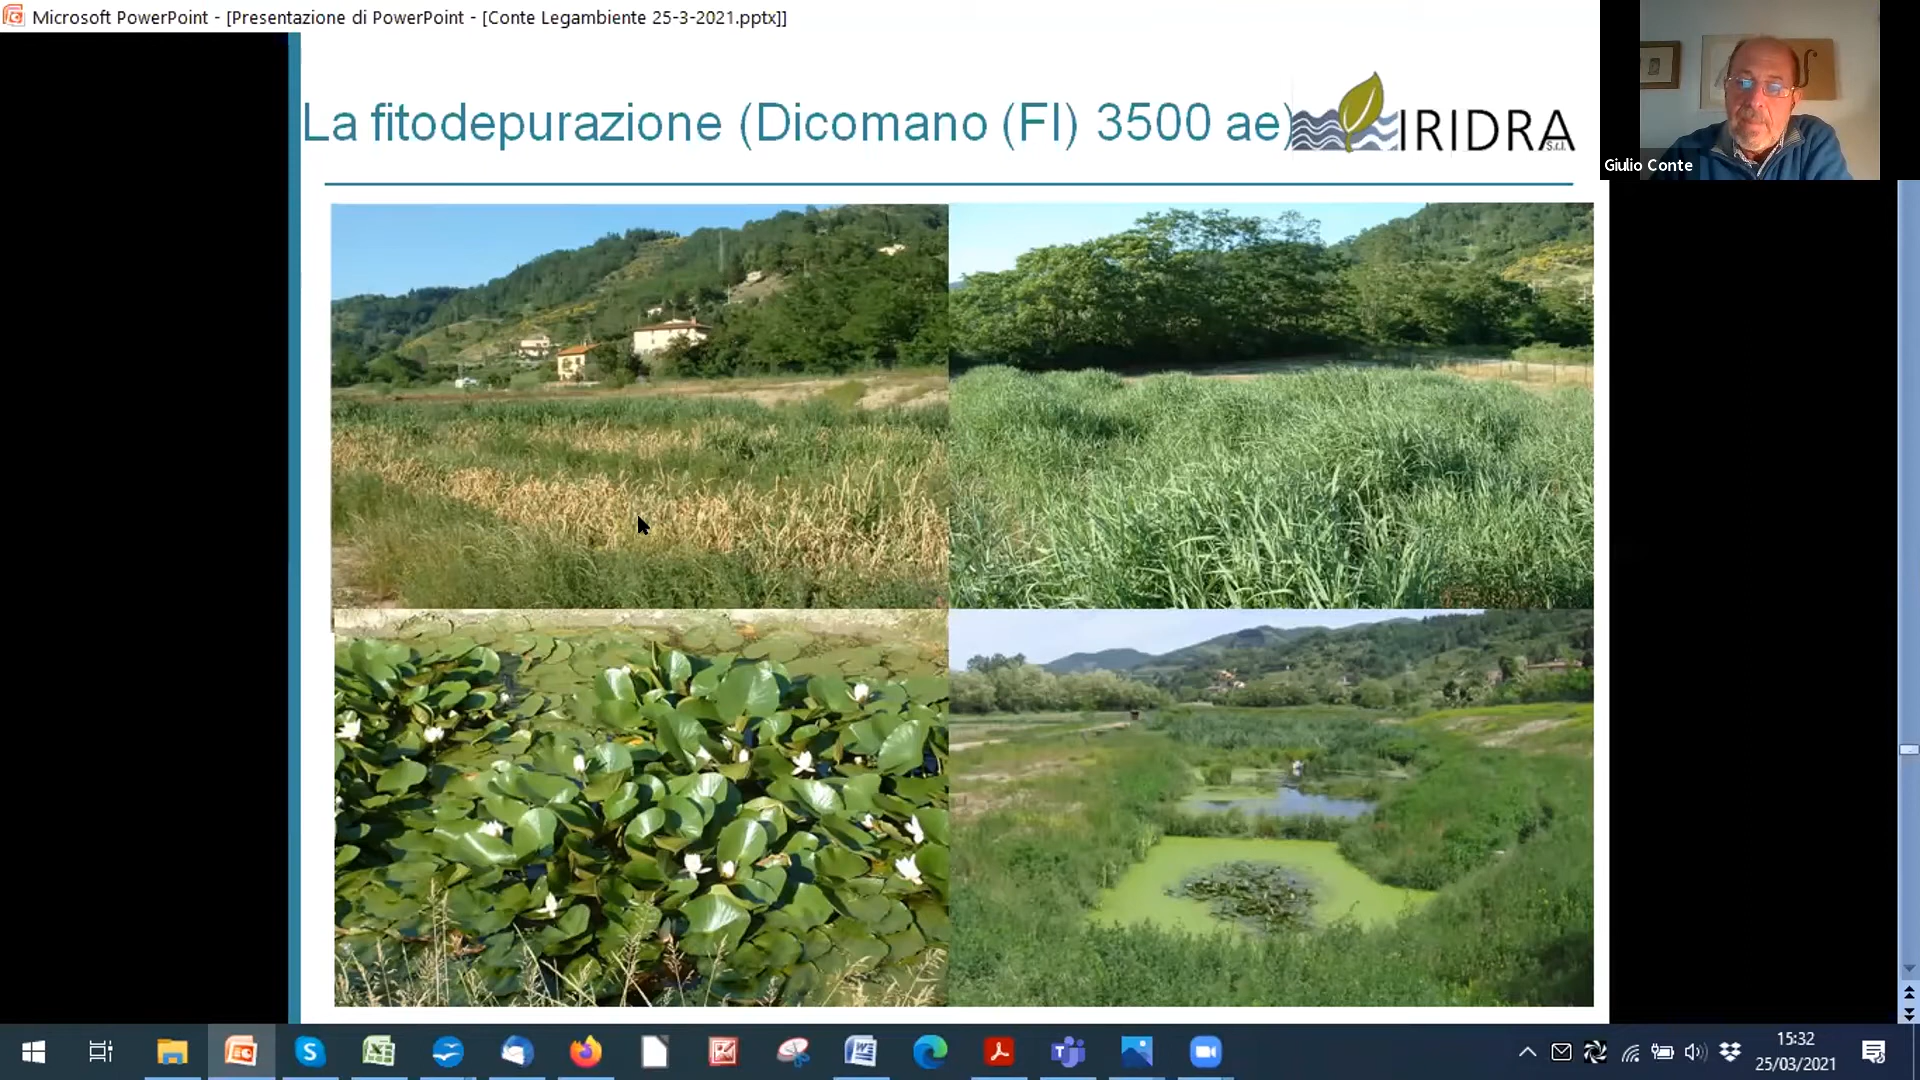 Microsoft PowerPoint - [Presentazione di PowerPoint - [Conte Legambiente 25-3-2021.pptx]]
La fitodepurazione (Dicomano (FI) 3500 ae)
IRIDRA
S.r.l.
Giulio Conte
15:32
25/03/2021